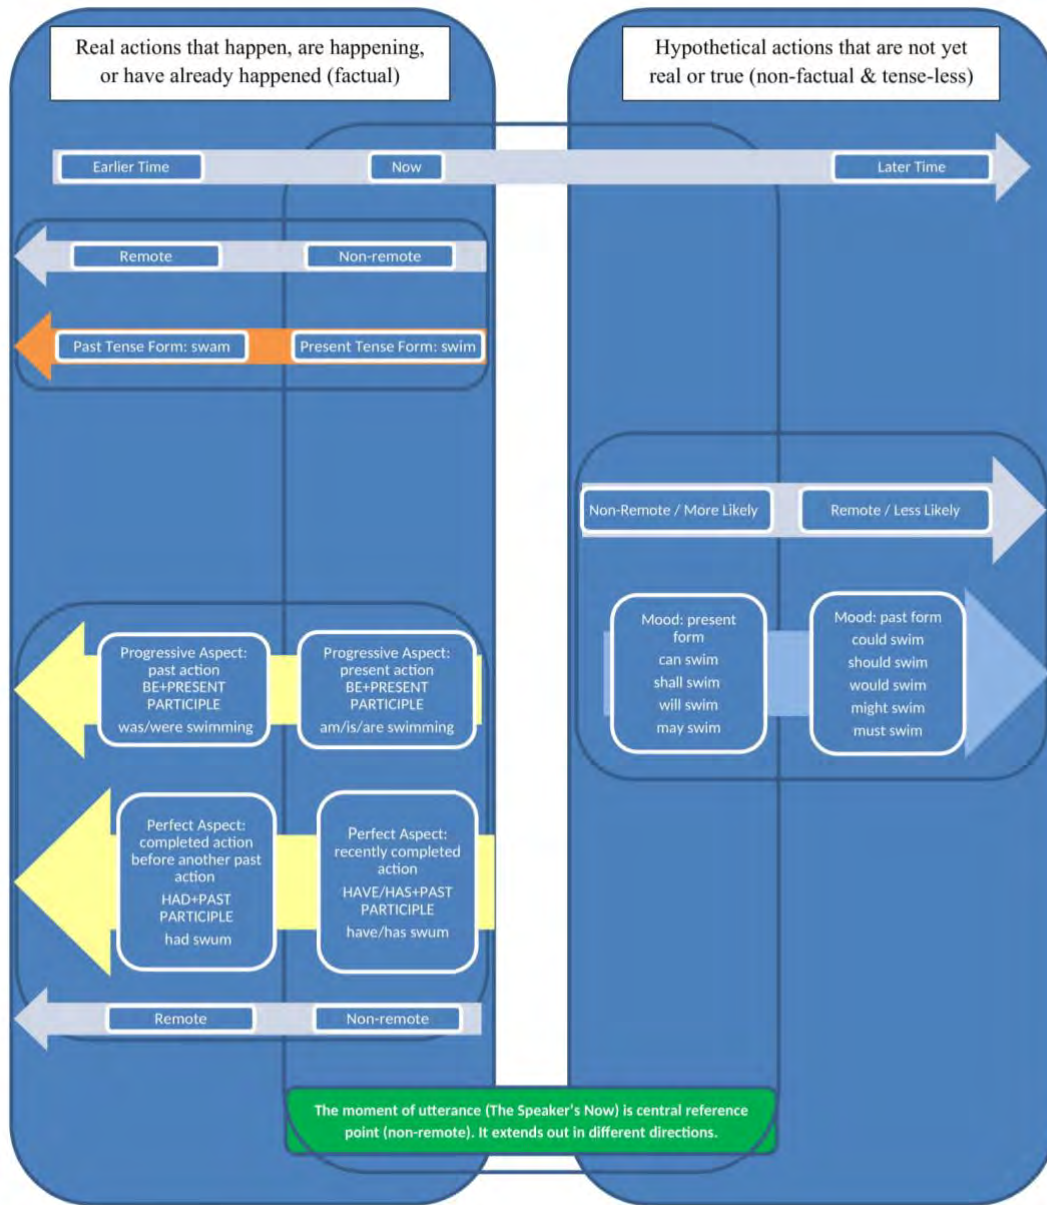 Real actions that happen, are happening,
or have already happened (factual)
Hypothetical actions that are not yet
real or true (non-factual & tense-less)
Earlier Time
Now
Later Time
Remote
Non-remote
Past Tense Form: swam
Present Tense Form: swim
Non-Remote / More Likely
Remote / Less Likely
Mood: present
form
can swim
shall swim
will swim
may swim
Mood: past form
could swim
should swim
would swim
might swim
must swim
Progressive Aspect:
past action
BE+PRESENT
PARTICIPLE
was/were swimming
Progressive Aspect:
present action
BE+PRESENT
PARTICIPLE
am/is/are swimming
Perfect Aspect:
completed action
before another past
action
HAD+PAST
PARTICIPLE
had swum
Perfect Aspect:
recently completed
action
HAVE/HAS+PAST
PARTICIPLE
have/has swum
Remote
Non-remote
The moment of utterance (The Speaker's Now) is central reference
point (non-remote). It extends out in different directions.